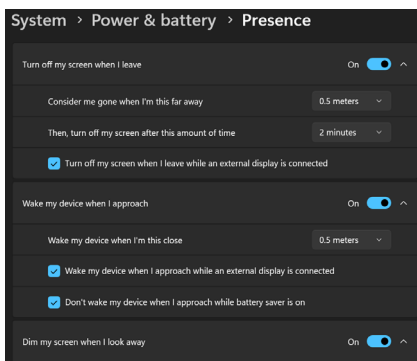 System > Power & battery > Presence
Turn off my screen when I leave On
Consider me gone when I'm this far away 0.5 meters
Then, turn off my screen after this amount of time 2 minutes
Turn off my screen when I leave while an external display is connected
Wake my device when I approach On
Wake my device when I'm this close 0.5 meters
Wake my device when I approach while an external display is connected
Don't wake my device when I approach while battery saver is on
Dim my screen when I look away On